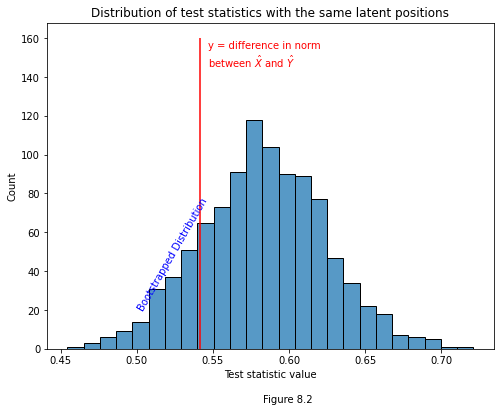 Distribution of test statistics with the same latent positions
160
140
120
100
80
60
40
20
0
Count
y = difference in norm
between X̂ and Ŷ
Bootstrapped Distribution
0.45 0.50 0.55 0.60 0.65 0.70
Test statistic value
Figure 8.2